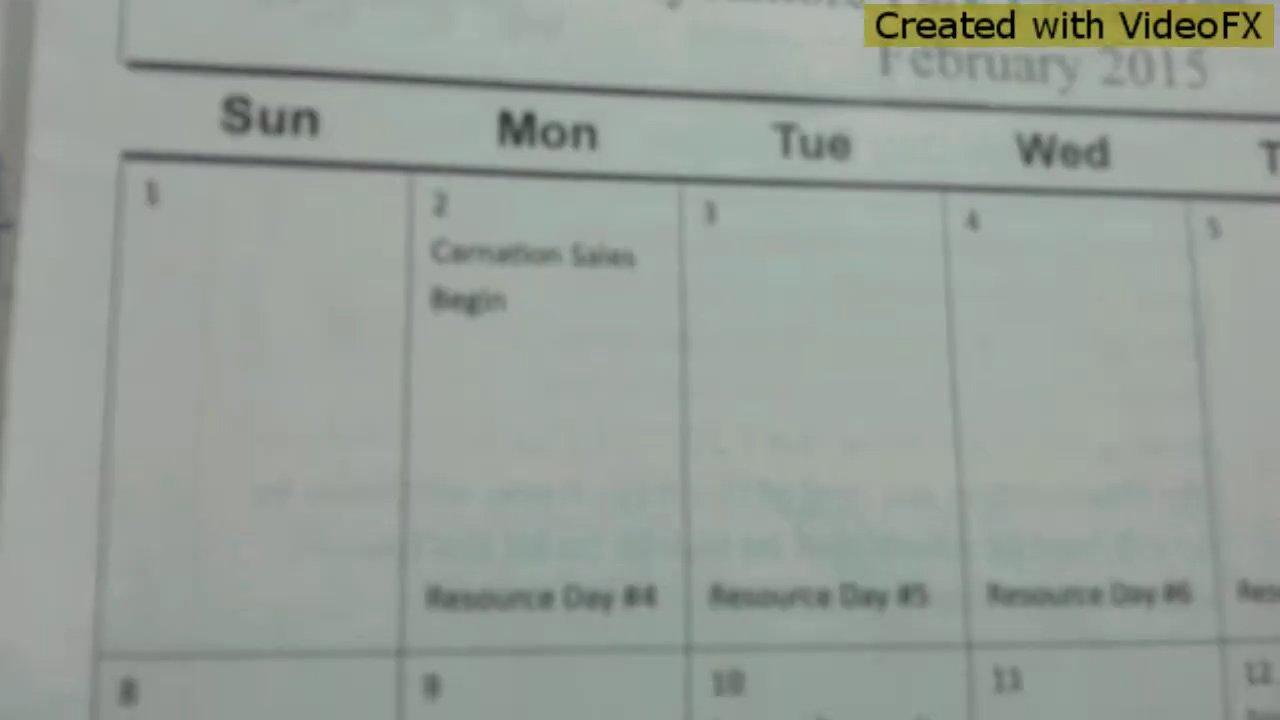 Created with VideoFX
February 2015
Sun Mon Tue Wed
1 2 3 4 5
Carnation Sales
Begin
Resource Day #4 Resource Day #5 Resource Day #6
8 9 10 11 12